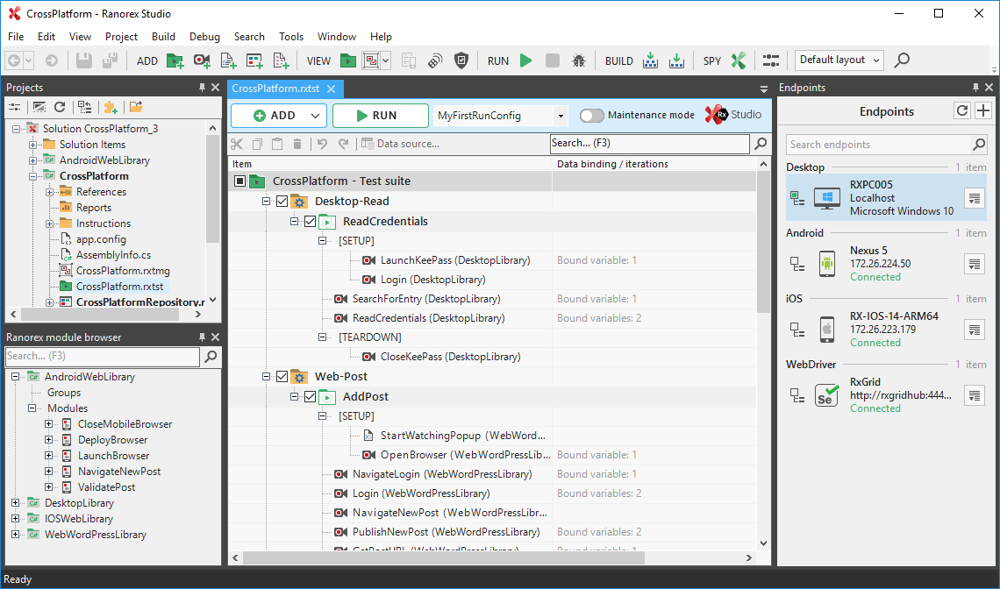 CrossPlatform - Ranorex Studio
File Edit View Project Build Debug Search Tools Window Help
ADD VIEW RUN BUILD SPY Default layout
Projects
Solution CrossPlatform_3
Solution Items
AndroidWebLibrary
CrossPlatform
References
Reports
Instructions
app.config
AssemblyInfo.cs
CrossPlatform.rxtmg
CrossPlatform.rxtst
CrossPlatformRepository.r
Ranorex module browser
Search... (F3)
AndroidWebLibrary
Groups
Modules
CloseMobileBrowser
DeployBrowser
LaunchBrowser
NavigateNewPost
ValidatePost
DesktopLibrary
IOSWebLibrary
WebWordPressLibrary
CrossPlatform.rxtst
ADD RUN MyFirstRunConfig Maintenance mode Rx Studio
Data source... Search... (F3)
Item Data binding / iterations
CrossPlatform - Test suite
Desktop-Read
ReadCredentials
[SETUP]
LaunchKeePass (DesktopLibrary) Bound variable: 1
Login (DesktopLibrary)
SearchForEntry (DesktopLibrary) Bound variable: 1
ReadCredentials (DesktopLibrary) Bound variables: 2
[TEARDOWN]
CloseKeePass (DesktopLibrary)
Web-Post
AddPost
[SETUP]
StartWatchingPopup (WebWord...
OpenBrowser (WebWordPressLib... Bound variable: 1
NavigateLogin (WebWordPressLibrary) Bound variable: 1
Login (WebWordPressLibrary) Bound variables: 2
NavigateNewPost (WebWordPressLibr...
PublishNewPost (WebWordPressLibrary) Bound variables: 2
GetPostURL (WebWordPressLibrary) Bound variable: 1
Endpoints
Endpoints
Search endpoints
Desktop 1 item
RXPC005
Localhost
Microsoft Windows 10
Android 1 item
Nexus 5
172.26.224.50
Connected
iOS 1 item
RX-IOS-14-ARM64
172.26.223.179
Connected
WebDriver 1 item
Se
RxGrid
http://rxgridhub:444...
Connected
Ready